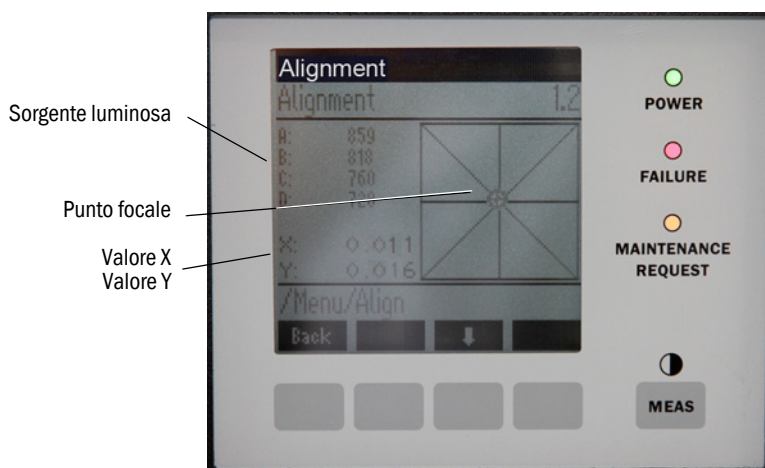 Alignment
Alignment 1.2
A: 859
B: 818
C: 760
D:
X: 0.011
Y: 0.016
/Menu/Align
Back
Sorgente luminosa
Punto focale
Valore X
Valore Y
POWER
FAILURE
MAINTENANCE
REQUEST
MEAS